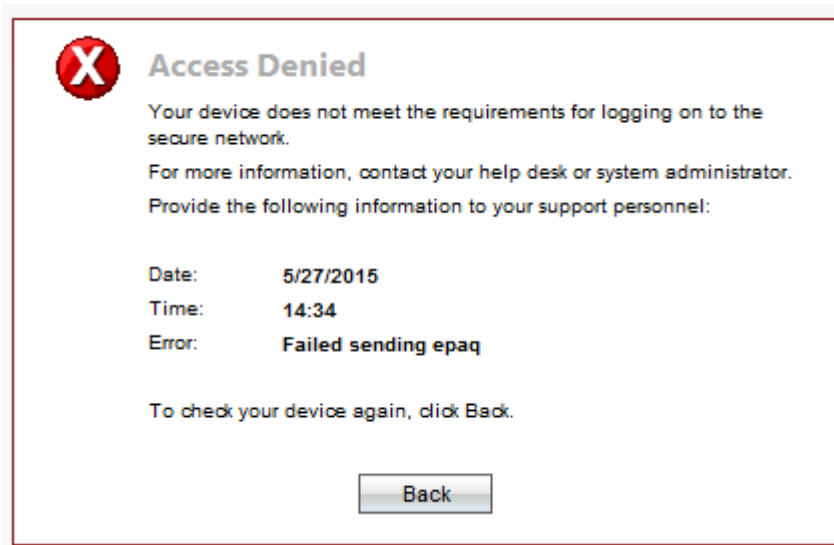 Access Denied
Your device does not meet the requirements for logging on to the
secure network.
For more information, contact your help desk or system administrator.
Provide the following information to your support personnel:
Date: 5/27/2015
Time: 14:34
Error: Failed sending epaq
To check your device again, click Back.
Back